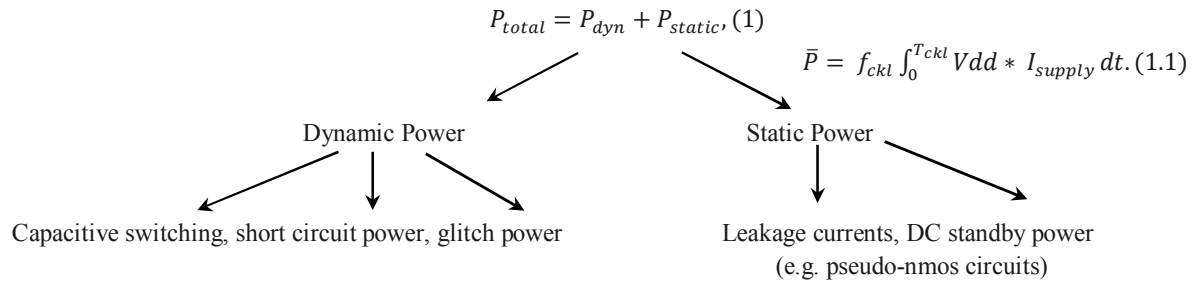 P_total = P_dyn + P_static, (1)
P̄ = f_ckl ∫_0^{T_ckl} Vdd ∗ I_supply dt. (1.1)
Dynamic Power
Static Power
Capacitive switching, short circuit power, glitch power
Leakage currents, DC standby power
(e.g. pseudo-nmos circuits)